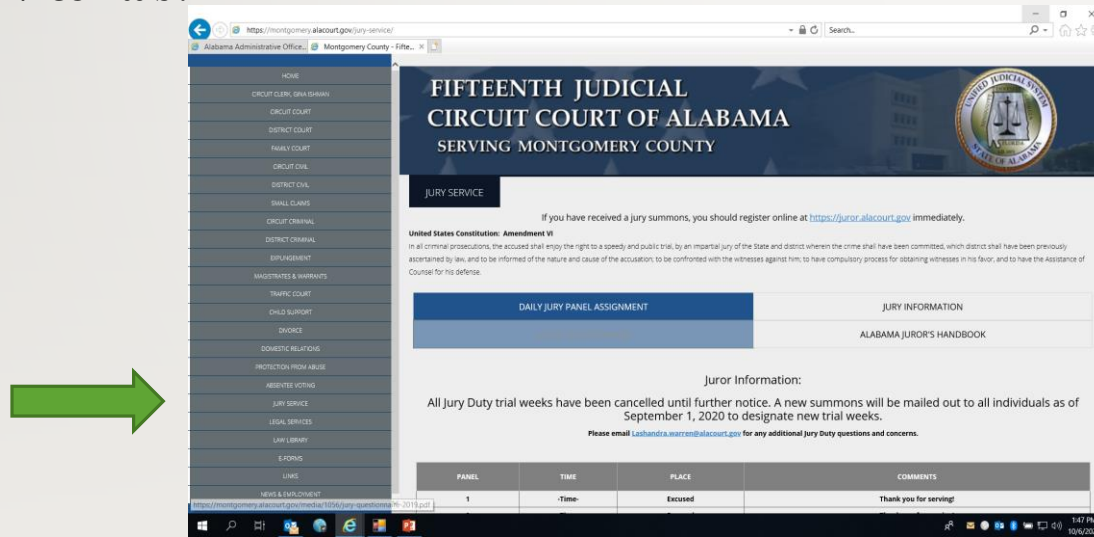 https://montgomery.alacourt.gov/jury-service/
Search...
Alabama Administrative Office...
Montgomery County - Fifte...
HOME
CIRCUIT CLERK, GINA ISHMAN
CIRCUIT COURT
DISTRICT COURT
FAMILY COURT
CIRCUIT CIVIL
DISTRICT CIVIL
SMALL CLAIMS
CIRCUIT CRIMINAL
DISTRICT CRIMINAL
EXPUNGEMENT
MAGISTRATES & WARRANTS
TRAFFIC COURT
CHILD SUPPORT
DIVORCE
DOMESTIC RELATIONS
PROTECTION FROM ABUSE
ABSENTEE VOTING
JURY SERVICE
LEGAL SERVICES
LAW LIBRARY
E-FORMS
LINKS
NEWS & EMPLOYMENT
https://montgomery.alacourt.gov/media/1056/jury-questionna
-2019.pdf
FIFTEENTH JUDICIAL
CIRCUIT COURT OF ALABAMA
SERVING MONTGOMERY COUNTY
UNIFIED JUDICIAL SYSTEM
STATE OF ALABAMA
JURY SERVICE
If you have received a jury summons, you should register online at https://juror.alacourt.gov immediately.
United States Constitution: Amendment VI
In all criminal prosecutions, the accused shall enjoy the right to a speedy and public trial, by an impartial jury of the State and district wherein the crime shall have been committed, which district shall have been previously
ascertained by law, and to be informed of the nature and cause of the accusation; to be confronted with the witnesses against him; to have compulsory process for obtaining witnesses in his favor, and to have the Assistance of
Counsel for his defense.
DAILY JURY PANEL ASSIGNMENT
JURY INFORMATION
ALABAMA JUROR'S HANDBOOK
Juror Information:
All Jury Duty trial weeks have been cancelled until further notice. A new summons will be mailed out to all individuals as of
September 1, 2020 to designate new trial weeks.
Please email Lashandra.warren@alacourt.gov for any additional Jury Duty questions and concerns.
PANEL TIME PLACE COMMENTS
1 -Time- Excused Thank you for serving!
1:47 PM
10/6/202